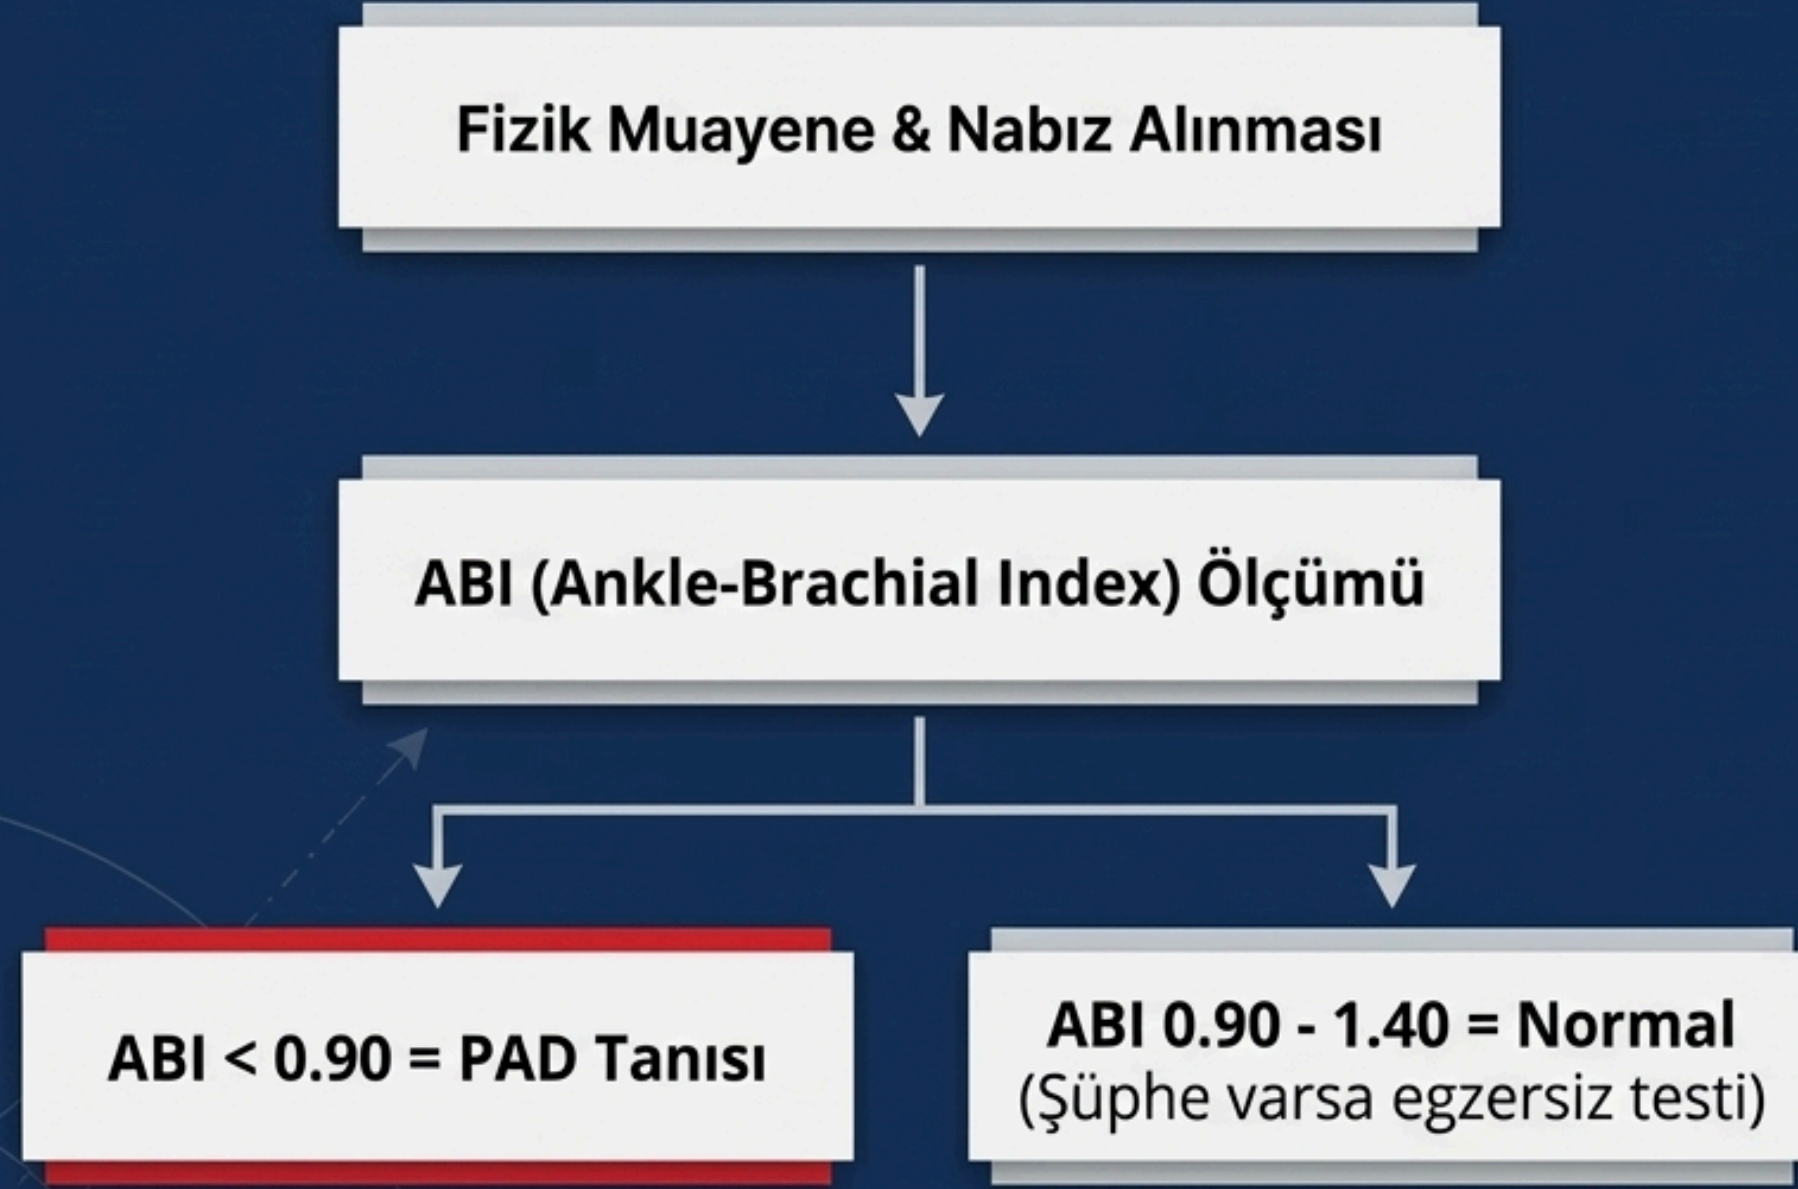 Fizik Muayene & Nabız Alınması
ABI (Ankle-Brachial Index) Ölçümü
ABI < 0.90 = PAD Tanısı
ABI 0.90 - 1.40 = Normal
(Şüphe varsa egzersiz testi)